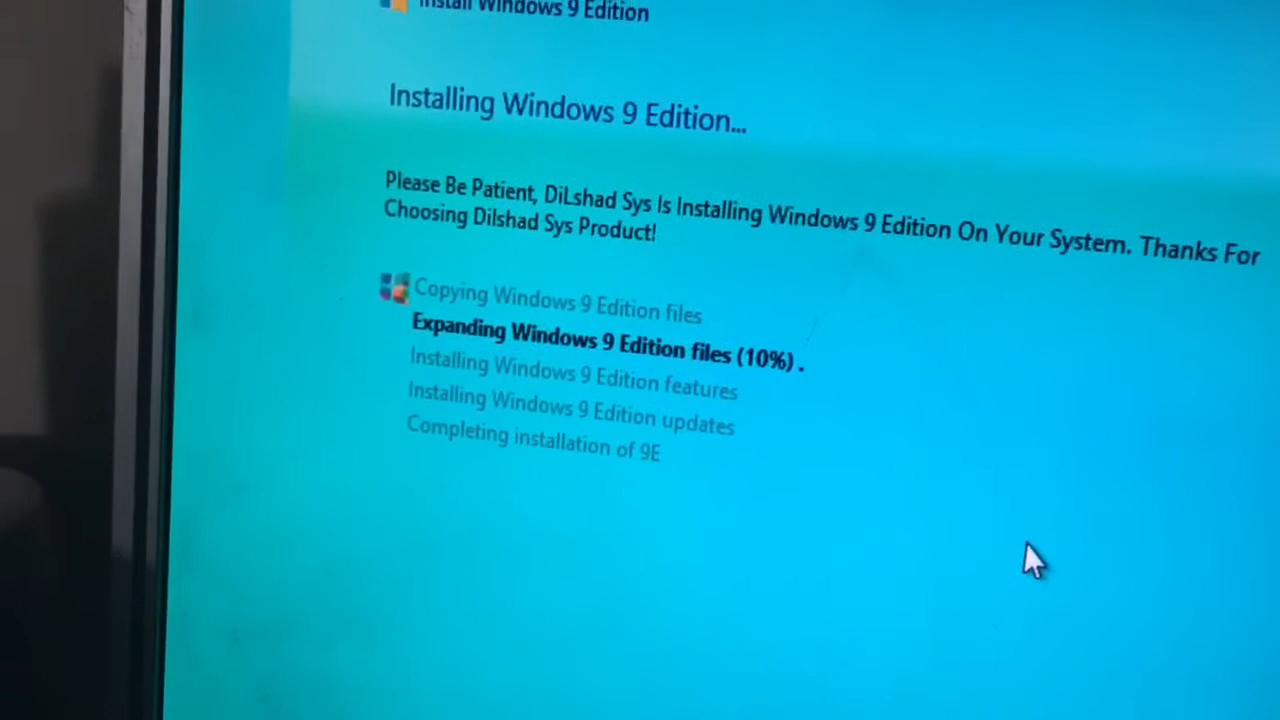 Install Windows 9 Edition
Installing Windows 9 Edition...
Please Be Patient, DiLshad Sys Is Installing Windows 9 Edition On Your System. Thanks For
Choosing Dilshad Sys Product!
Copying Windows 9 Edition files
Expanding Windows 9 Edition files (10%) .
Installing Windows 9 Edition features
Installing Windows 9 Edition updates
Completing installation of 9E